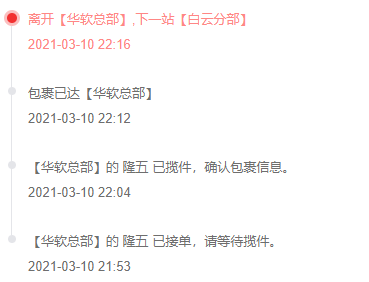 离开【华软总部】,下一站【白云分部】
2021-03-10 22:16
包裹已达【华软总部】
2021-03-10 22:12
【华软总部】的 隆五 已揽件，确认包裹信息。
2021-03-10 22:04
【华软总部】的 隆五 已接单，请等待揽件。
2021-03-10 21:53